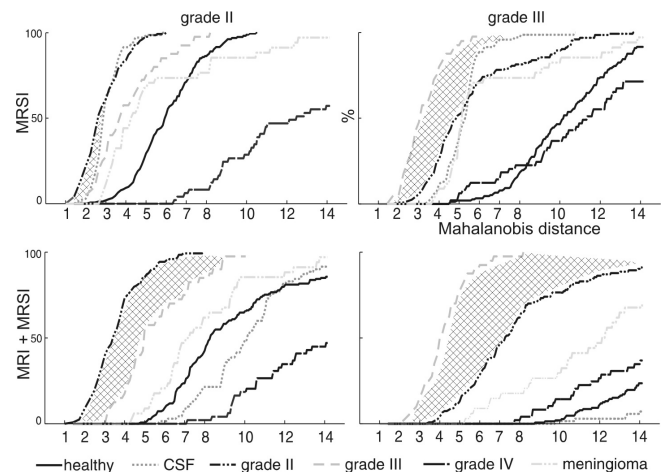 grade II
grade III
100
50
0
MRSI
1 2 3 4 5 6 7 8 10 12 14
%
1 2 3 4 5 6 7 8 10 12 14
Mahalanobis distance
100
50
0
MRI + MRSI
1 2 3 4 5 6 7 8 10 12 14
1 2 3 4 5 6 7 8 10 12 14
healthy CSF grade II grade III grade IV meningioma